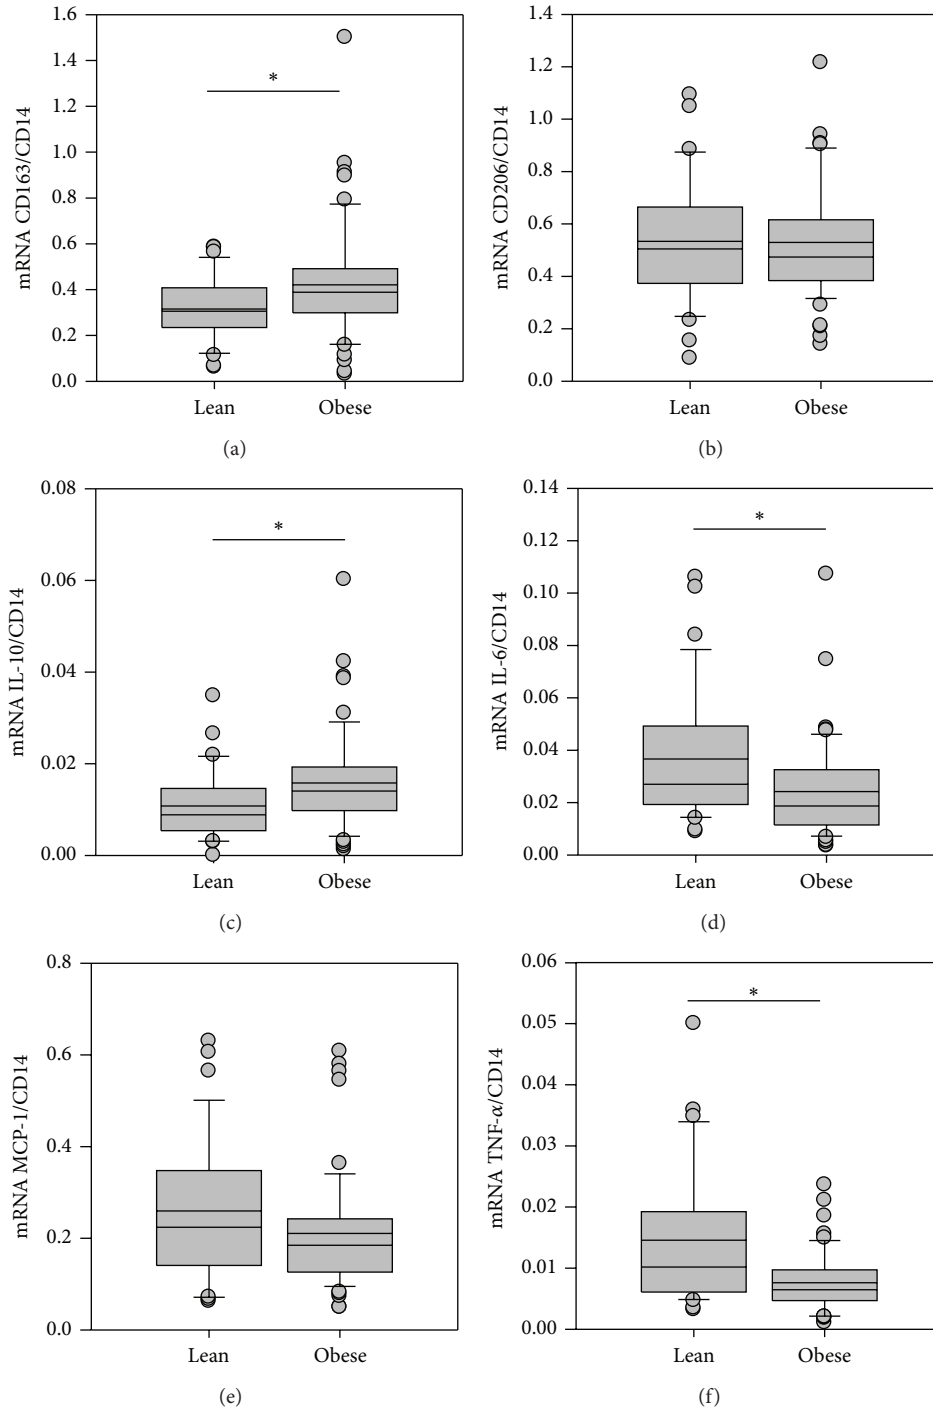 mRNA CD163/CD14
1.6
1.4
1.2
1.0
0.8
0.6
0.4
0.2
0.0
*
Lean Obese
(a)
mRNA CD206/CD14
1.4
1.2
1.0
0.8
0.6
0.4
0.2
0.0
Lean Obese
(b)
mRNA IL-10/CD14
0.08
0.06
0.04
0.02
0.00
*
Lean Obese
(c)
mRNA IL-6/CD14
0.14
0.12
0.10
0.08
0.06
0.04
0.02
0.00
*
Lean Obese
(d)
mRNA MCP-1/CD14
0.8
0.6
0.4
0.2
0.0
Lean Obese
(e)
mRNA TNF-α/CD14
0.06
0.05
0.04
0.03
0.02
0.01
0.00
*
Lean Obese
(f)